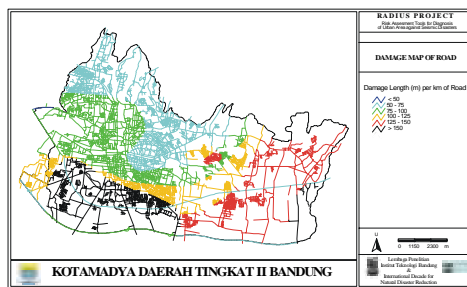 RADIUS PROJECT
Risk Assesment Tools for Diagnosis
of Urban Areas against Seismic Disasters
DAMAGE MAP OF ROAD
Damage Length (m) per km of Road
< 50
50 - 75
75 - 100
100 - 125
125 - 150
> 150
U
0 1150 2300 m
KOTAMADYA DAERAH TINGKAT II BANDUNG
Lembaga Penelitian
Institut Teknologi Bandung
&
International Decade for
Natural Disaster Reduction